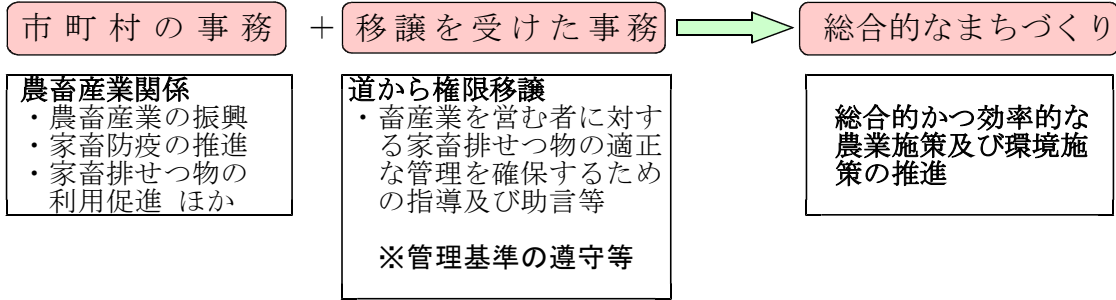 市町村の事務 + 移譲を受けた事務 総合的なまちづくり
農畜産業関係
・農畜産業の振興
・家畜防疫の推進
・家畜排せつ物の
利用促進 ほか
道から権限移譲
・畜産業を営む者に対す
る家畜排せつ物の適正
な管理を確保するため
の指導及び助言等
※管理基準の遵守等
総合的かつ効率的な
農業施策及び環境施
策の推進